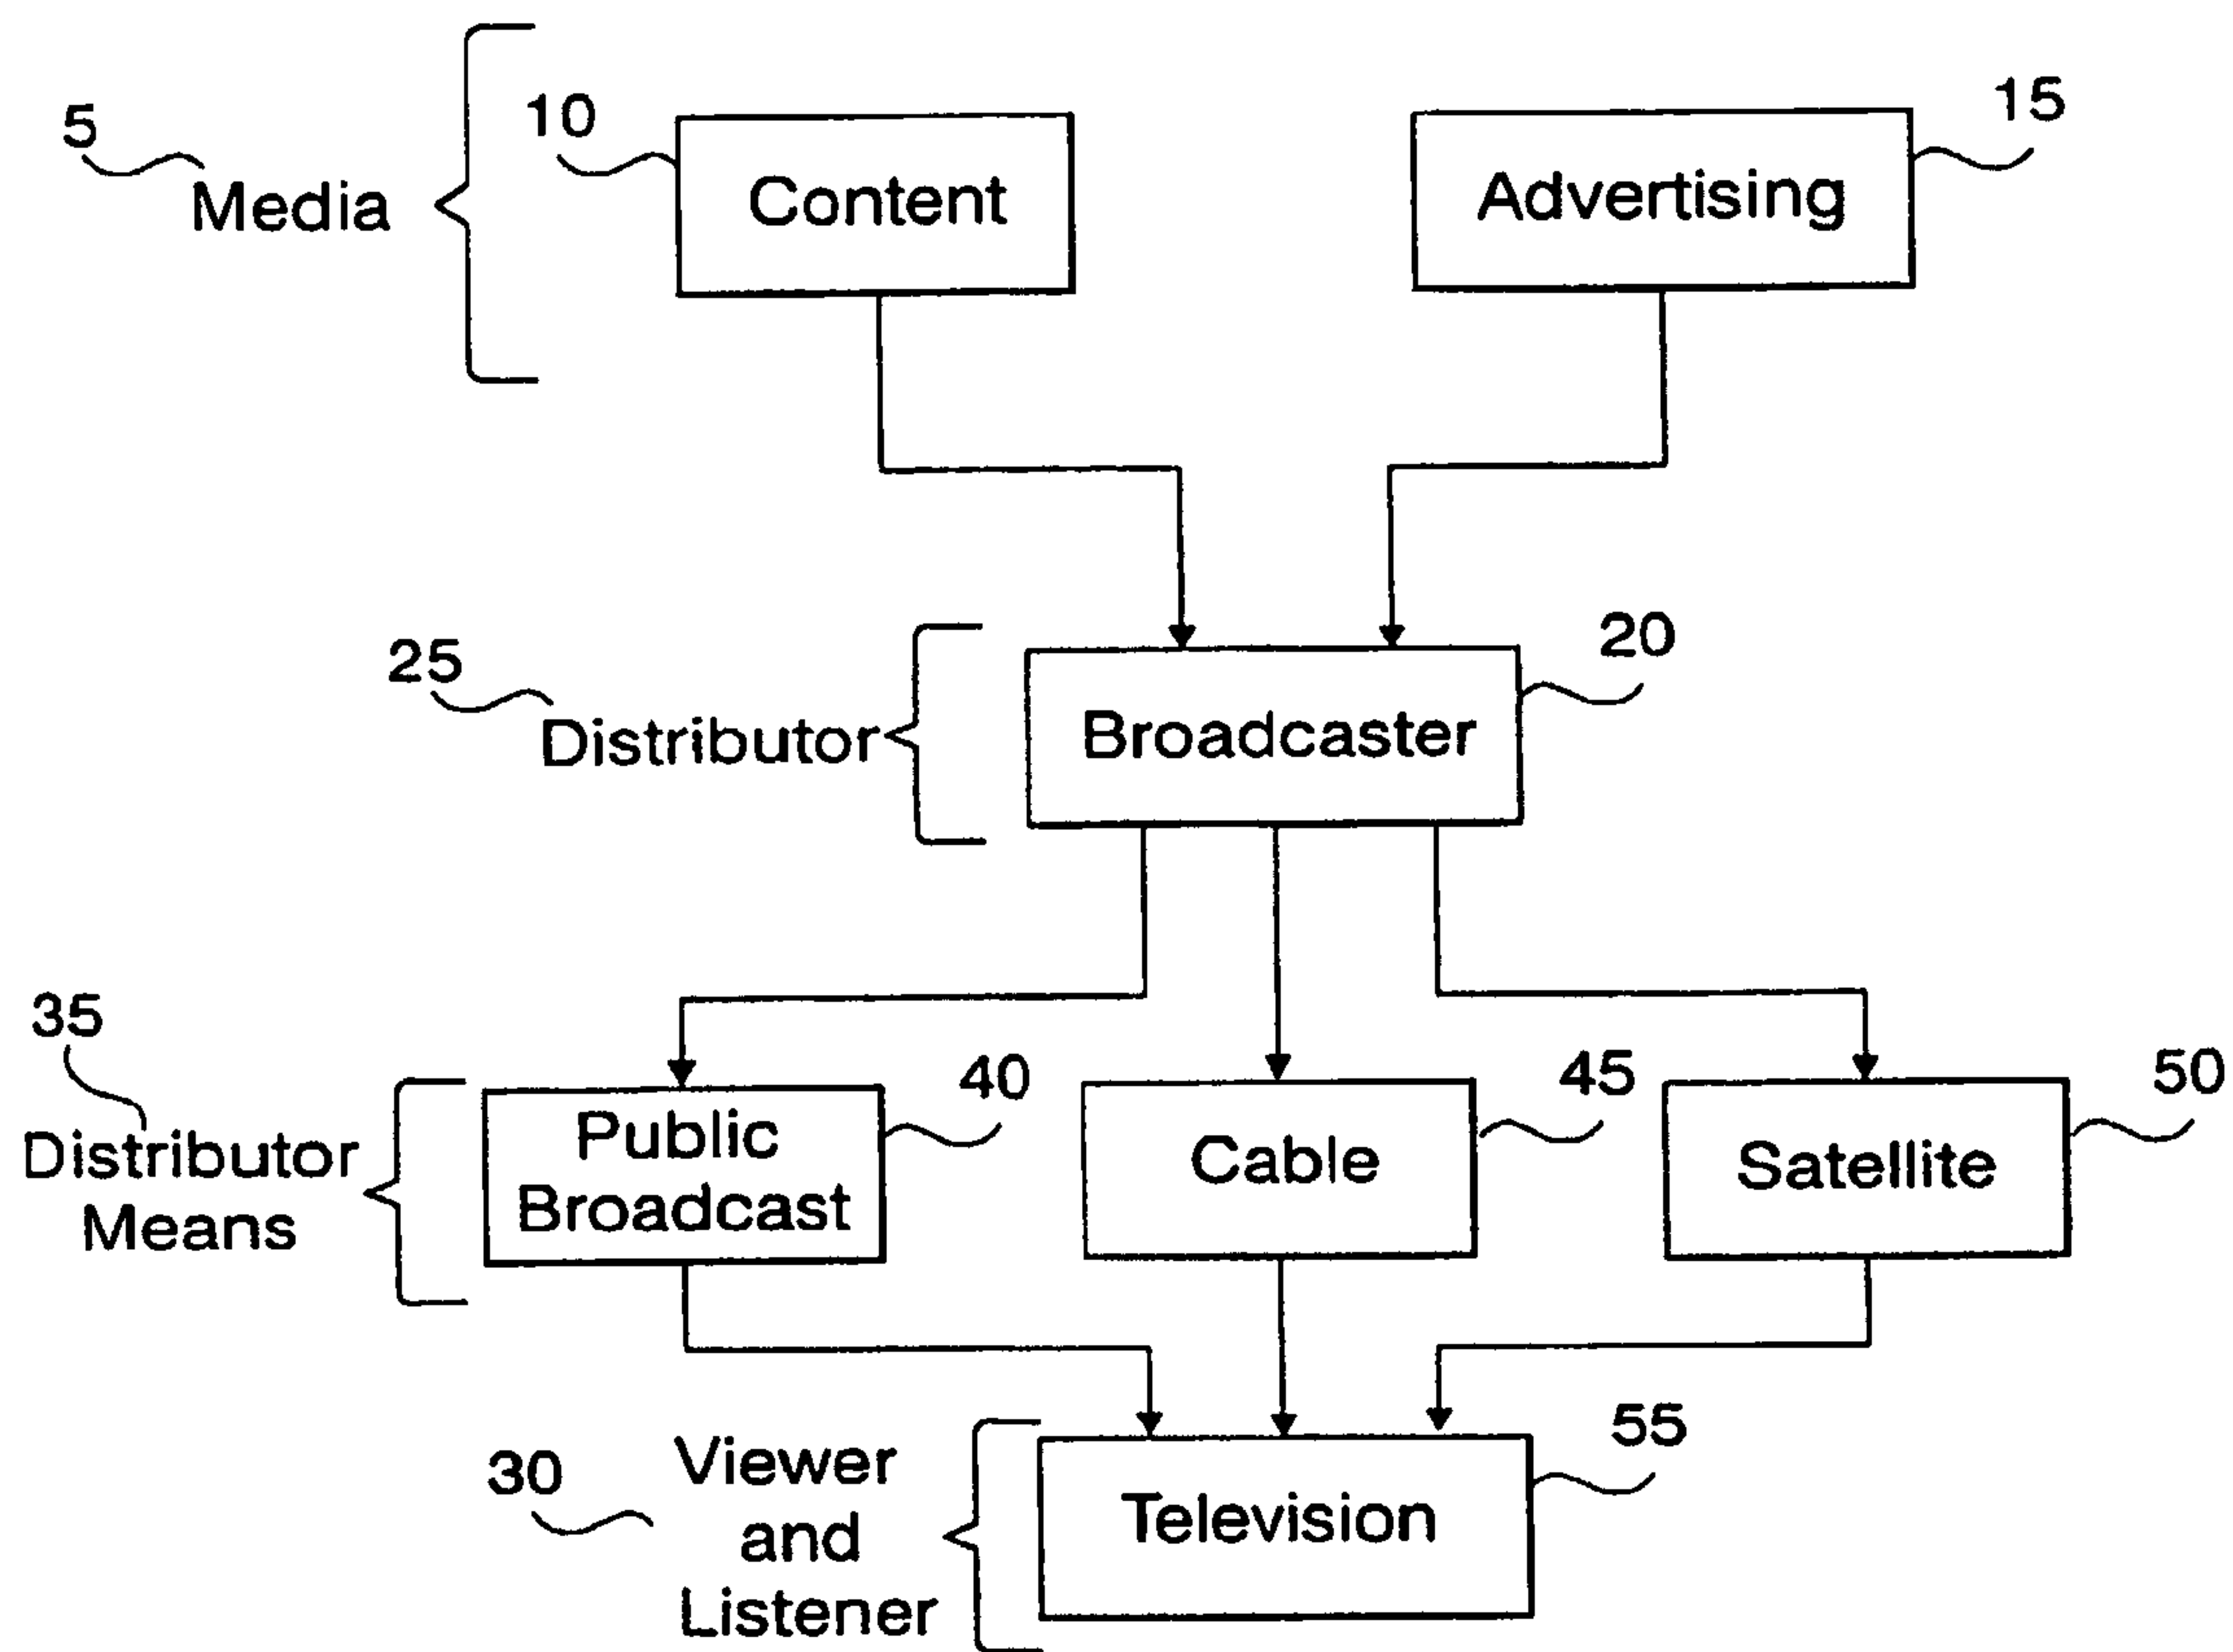 5
Media
10
Content
15
Advertising
25
Distributor
20
Broadcaster
35
Distributor
Means
40
Public
Broadcast
45
Cable
50
Satellite
30
Viewer
and
Listener
55
Television